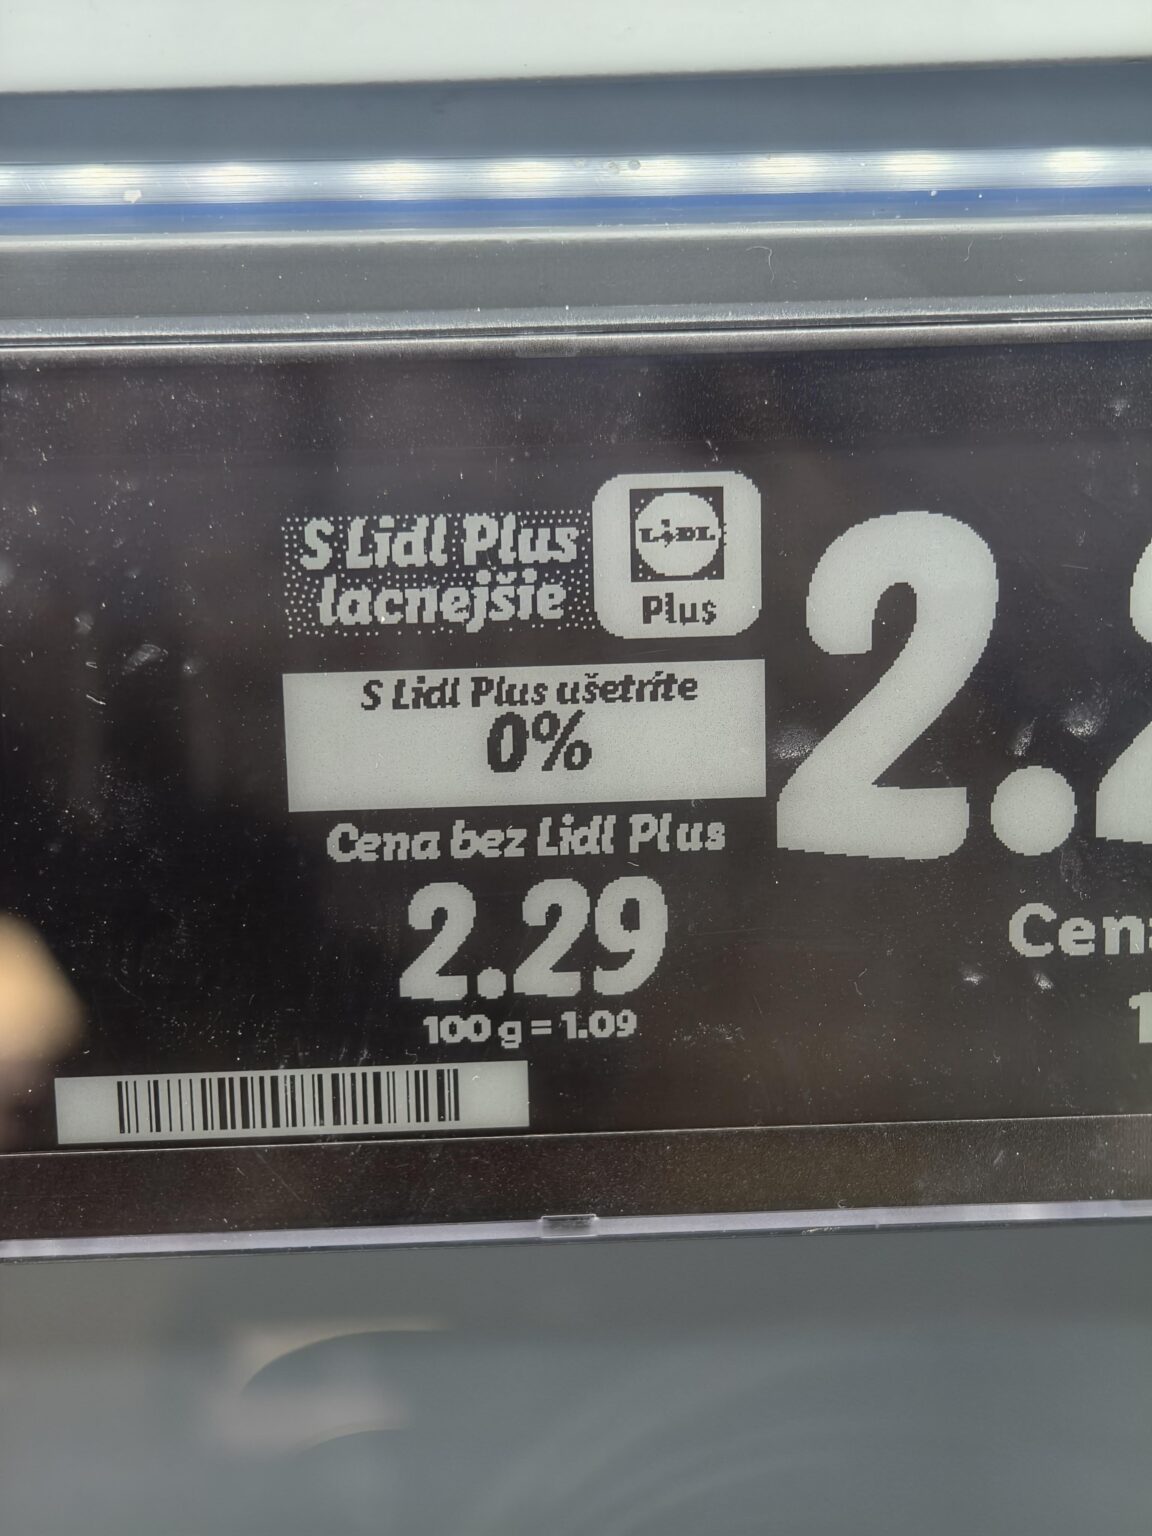 S Lidl Plus
lacnejšie
LIDL
Plus
S Lidl Plus ušetríte
0%
Cena bez Lidl Plus
2.29
100 g = 1.09
2.2
Cena
1